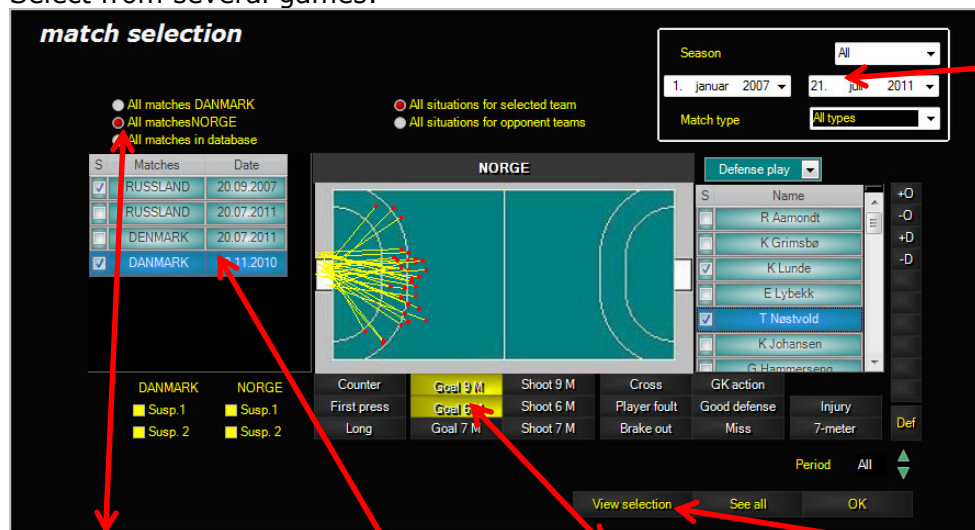 Select from several games.
match selection
Season All
1. januar 2007 21. 2011
Match type All types
All matches DANMARK
All matchesNORGE
All matches in database
All situations for selected team
All situations for opponent teams
S Matches Date
RUSSLAND 20.09.2007
RUSSLAND 20.07.2011
DENMARK 20.07.2011
DANMARK .11.2010
NORGE
Defense play
S Name
R Aamondt
K Grimsbø
K Lunde
E Lybekk
T Nøstvold
K Johansen
G Hammerseng
+O
-O
+D
-D
Def
DANMARK NORGE
Susp.1 Susp.1
Susp. 2 Susp. 2
Counter Goal 9 M Shoot 9 M Cross GK action
First press Goal 6 M Shoot 6 M Player foult Good defense Injury
Long Goal 7 M Shoot 7 M Brake out Miss 7-meter
Period All
View selection See all OK